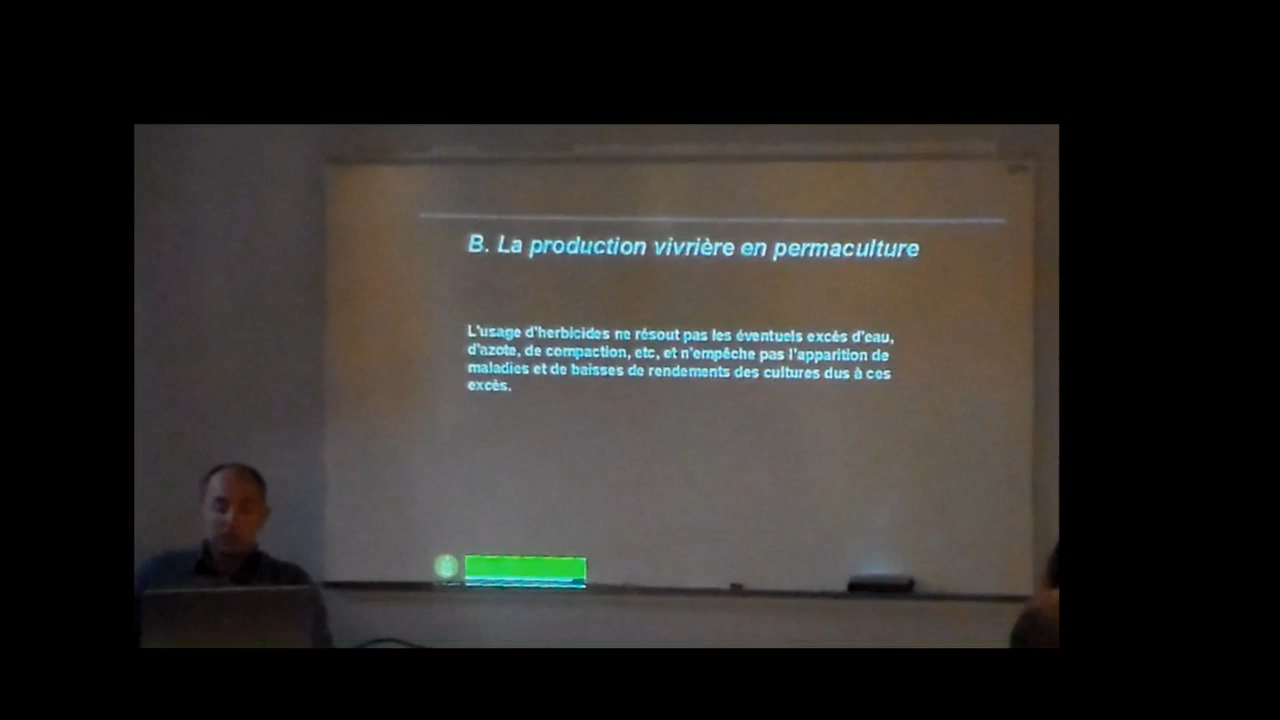 B. La production vivrière en permaculture
L'usage d'herbicides ne résout pas les éventuels excès d'eau,
d'azote, de compaction, etc, et n'empêche pas l'apparition de
maladies et de baisses de rendements des cultures dus à ces
excès.